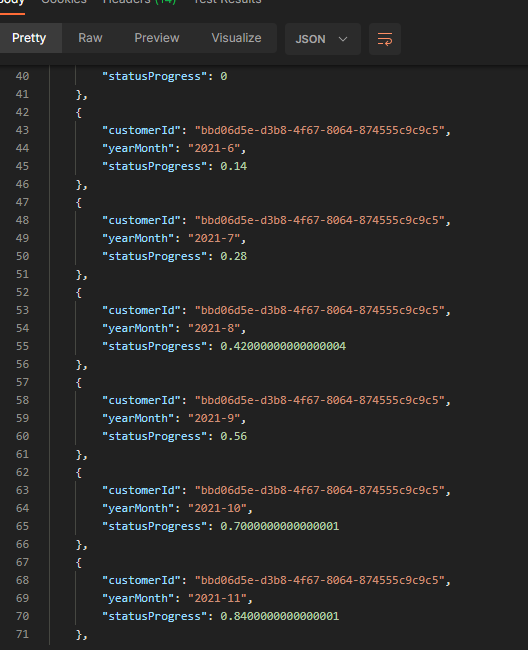 Body Cookies Headers (14) Test Results
Pretty Raw Preview Visualize JSON
40 "statusProgress": 0
41 },
42 {
43 "customerId": "bbd06d5e-d3b8-4f67-8064-874555c9c9c5",
44 "yearMonth": "2021-6",
45 "statusProgress": 0.14
46 },
47 {
48 "customerId": "bbd06d5e-d3b8-4f67-8064-874555c9c9c5",
49 "yearMonth": "2021-7",
50 "statusProgress": 0.28
51 },
52 {
53 "customerId": "bbd06d5e-d3b8-4f67-8064-874555c9c9c5",
54 "yearMonth": "2021-8",
55 "statusProgress": 0.42000000000000004
56 },
57 {
58 "customerId": "bbd06d5e-d3b8-4f67-8064-874555c9c9c5",
59 "yearMonth": "2021-9",
60 "statusProgress": 0.56
61 },
62 {
63 "customerId": "bbd06d5e-d3b8-4f67-8064-874555c9c9c5",
64 "yearMonth": "2021-10",
65 "statusProgress": 0.7000000000000001
66 },
67 {
68 "customerId": "bbd06d5e-d3b8-4f67-8064-874555c9c9c5",
69 "yearMonth": "2021-11",
70 "statusProgress": 0.8400000000000001
71 },